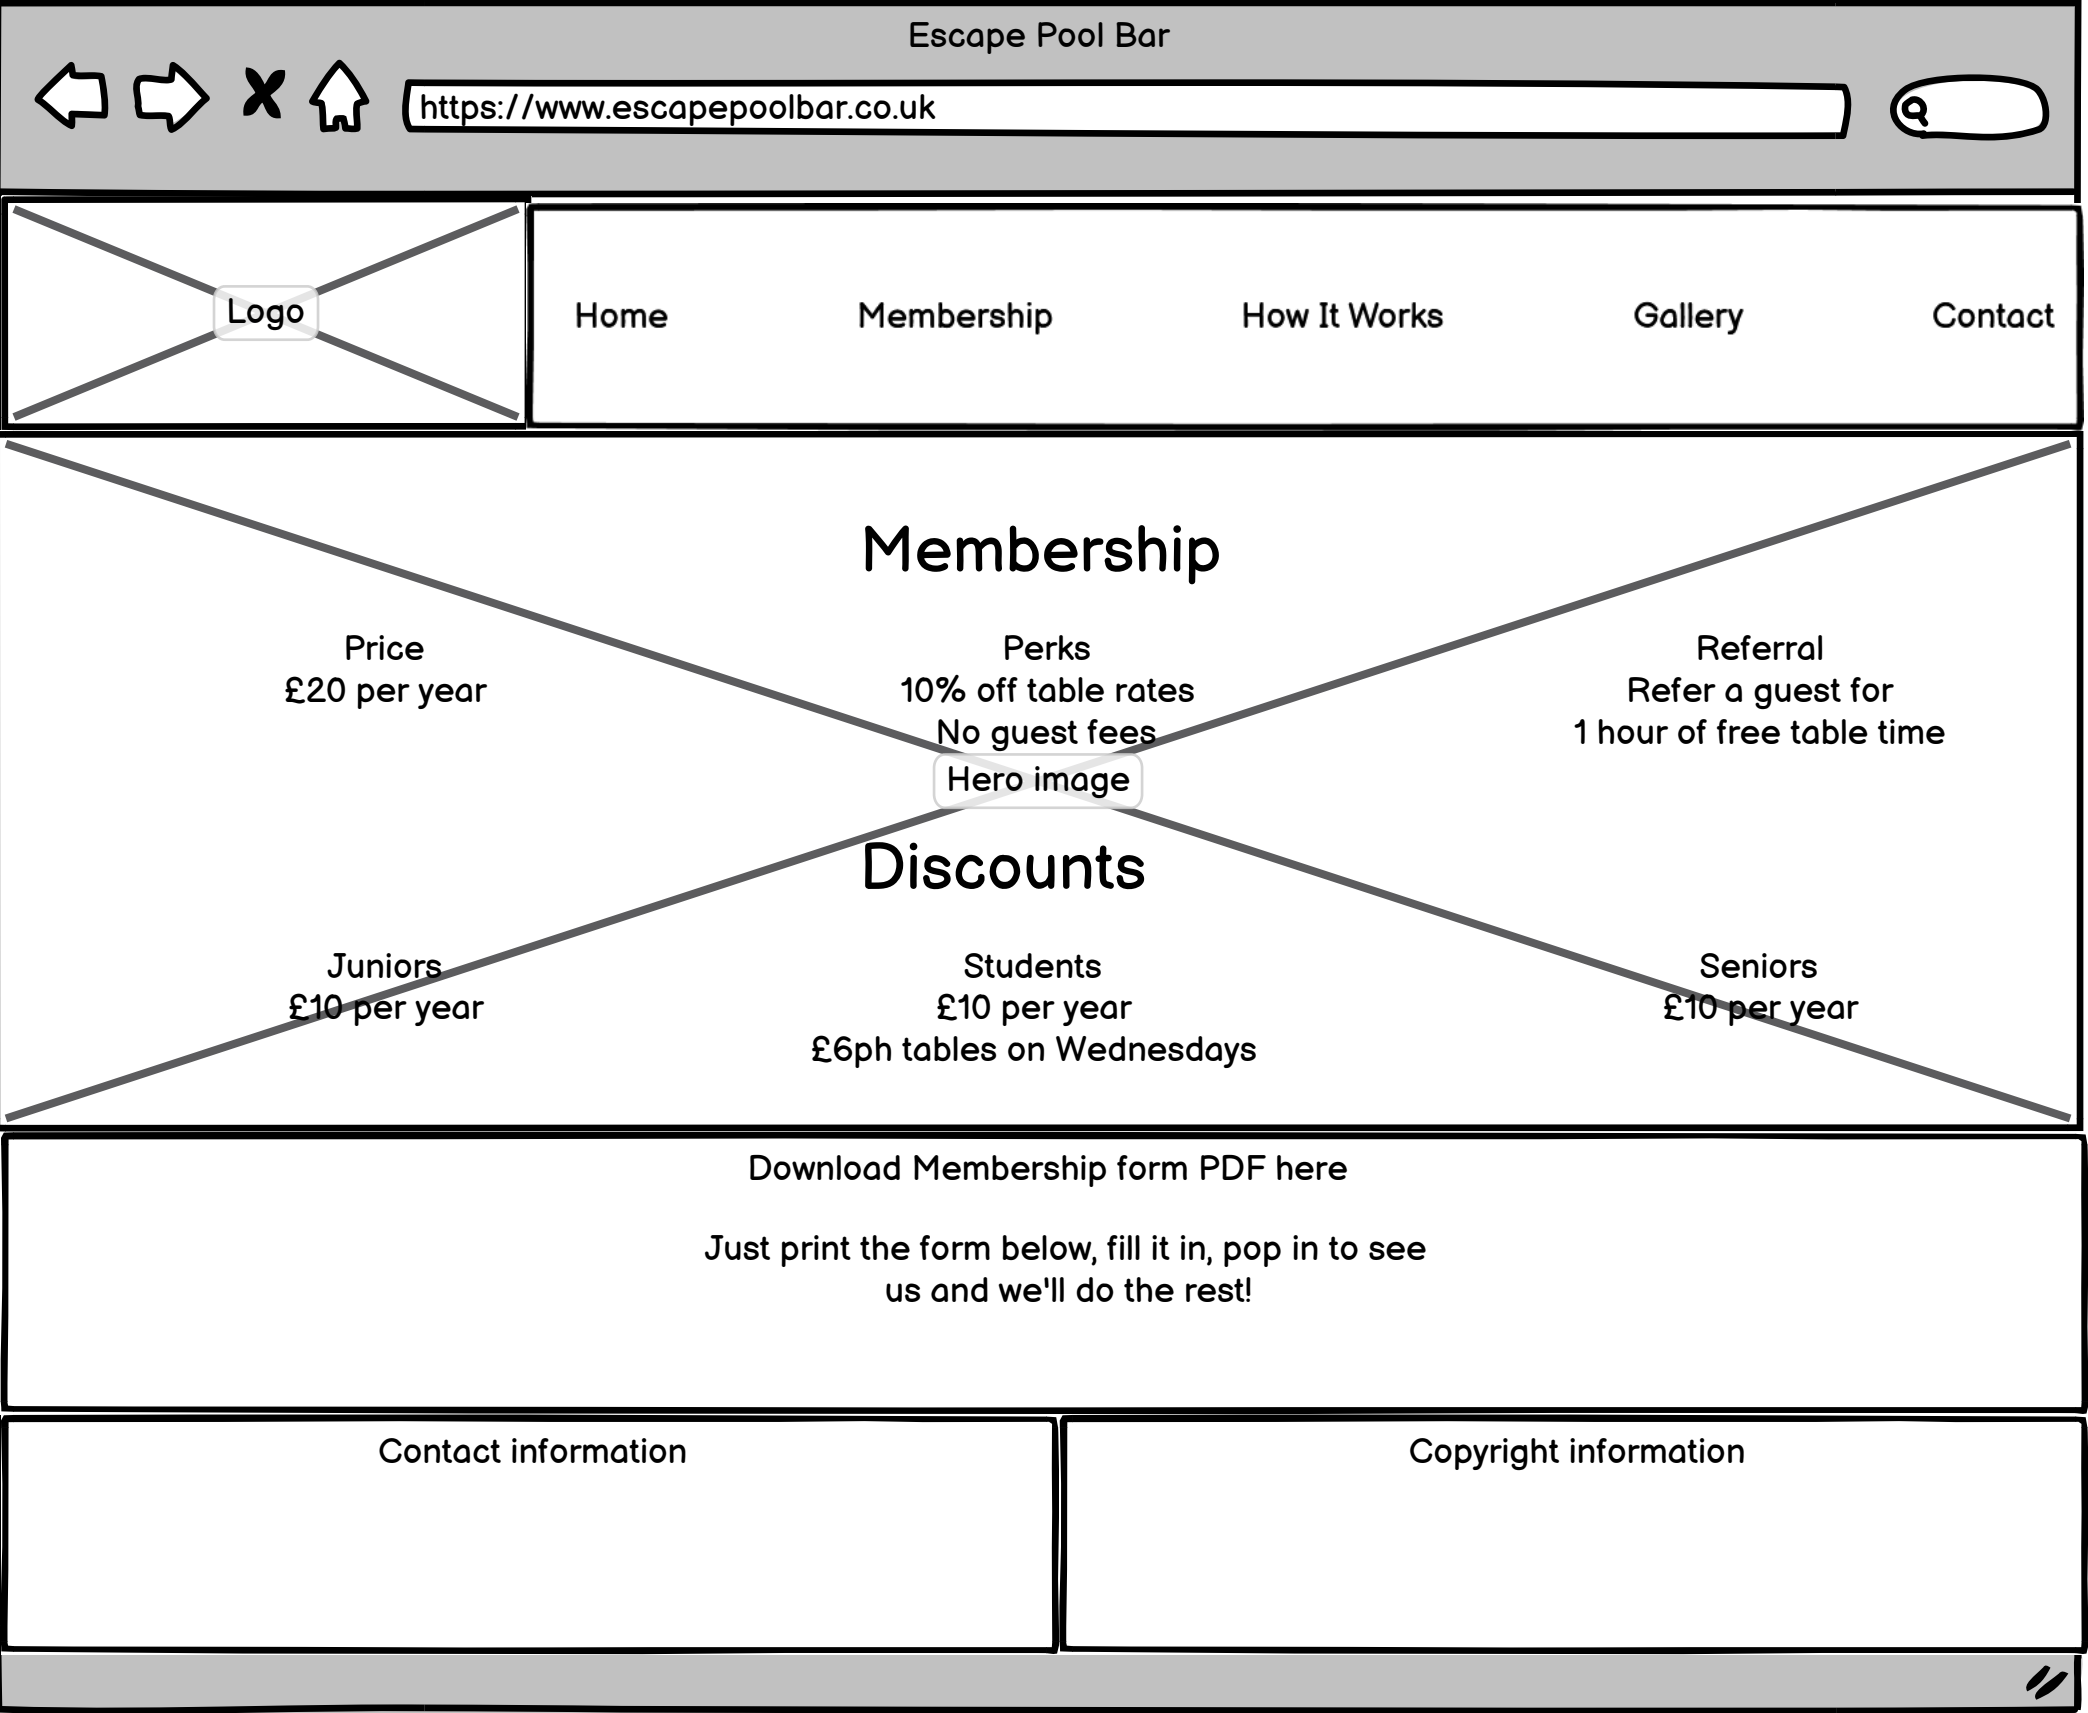 Escape Pool Bar
https://www.escapepoolbar.co.uk
Logo
Home
Membership
How It Works
Gallery
Contact
Membership
Price
£20 per year
Perks
10% off table rates
No guest fees
Referral
Refer a guest for
1 hour of free table time
Hero image
Discounts
Juniors
£10 per year
Students
£10 per year
£6ph tables on Wednesdays
Seniors
£10 per year
Download Membership form PDF here
Just print the form below, fill it in, pop in to see
us and we'll do the rest!
Contact information
Copyright information